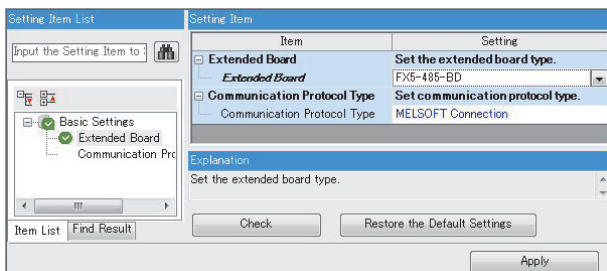 Setting Item List
Input the Setting Item to
Basic Settings
Extended Board
Communication Prc
Item List
Find Result
Setting Item
Item Setting
Extended Board Set the extended board type.
Extended Board FX5-485-BD
Communication Protocol Type Set communication protocol type.
Communication Protocol Type MELSOFT Connection
Explanation
Set the extended board type.
Check Restore the Default Settings
Apply